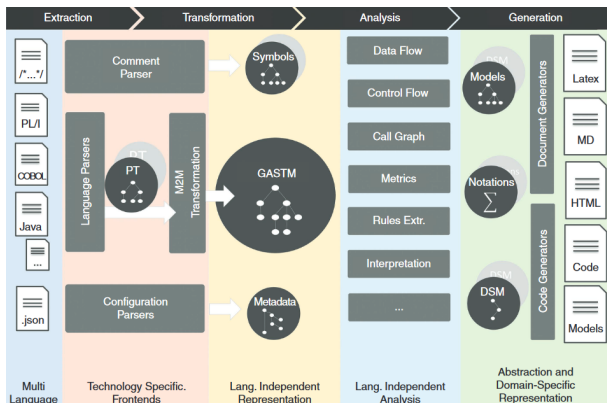 Extraction
Transformation
Analysis
Generation
/*...*/
PL/I
COBOL
Java
...
.json
Comment
Parser
Language Parsers
PT
PT
M2M
Transformation
Configuration
Parsers
Symbols
GASTM
Metadata
Data Flow
Control Flow
Call Graph
Metrics
Rules Extr.
Interpretation
...
DSM
Models
Notations
Σ
DSM
DSM
Document Generators
Code Generators
Latex
MD
HTML
Code
Models
Multi
Language
Technology Specific.
Frontends
Lang. Independent
Representation
Lang. Independent
Analysis
Abstraction and
Domain-Specific
Representation